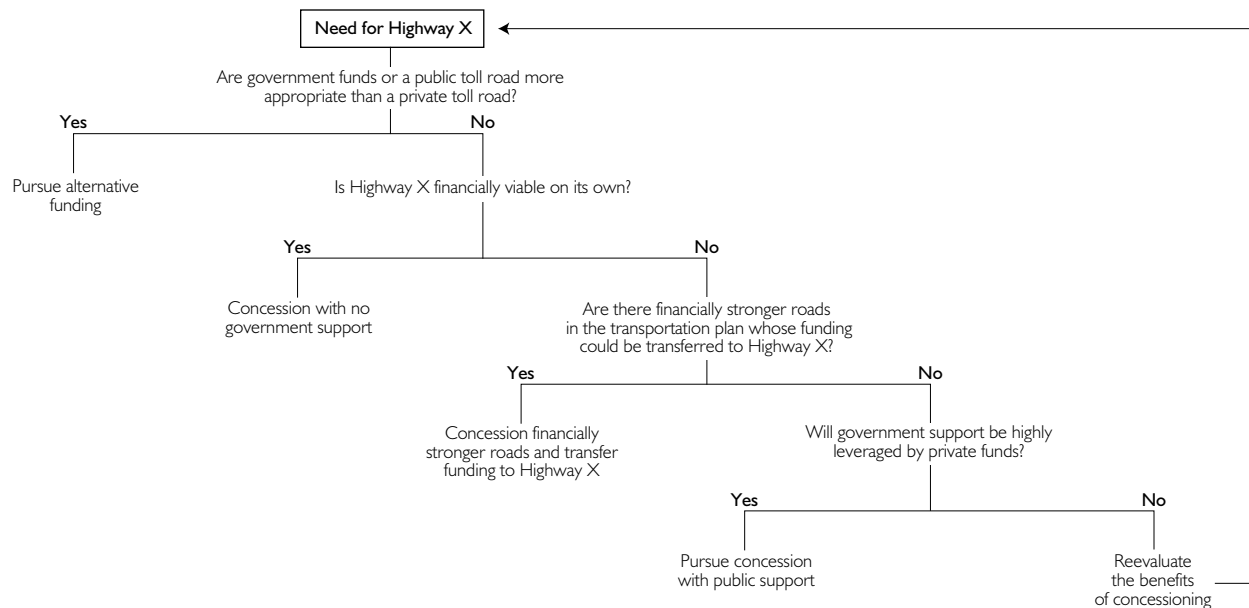 Need for Highway X
Are government funds or a public toll road more
appropriate than a private toll road?
Yes
No
Pursue alternative
funding
Is Highway X financially viable on its own?
Yes
No
Concession with no
government support
Are there financially stronger roads
in the transportation plan whose funding
could be transferred to Highway X?
Yes
No
Concession financially
stronger roads and transfer
funding to Highway X
Will government support be highly
leveraged by private funds?
Yes
No
Pursue concession
with public support
Reevaluate
the benefits
of concessioning